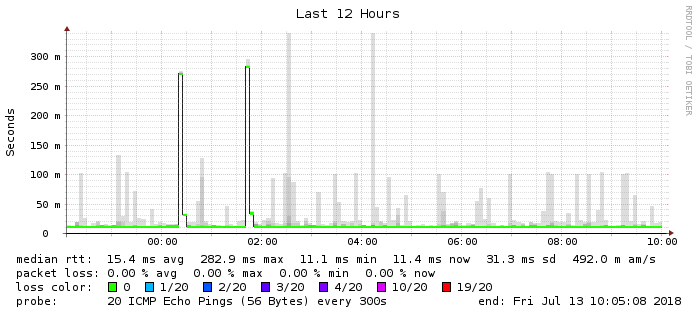 Last 12 Hours
RRDTOOL / TOBI OETIKER
Seconds
300 m
250 m
200 m
150 m
100 m
50 m
0
00:00 02:00 04:00 06:00 08:00 10:00
median rtt: 15.4 ms avg 282.9 ms max 11.1 ms min 11.4 ms now 31.3 ms sd 492.0 m am/s
packet loss: 0.00 % avg 0.00 % max 0.00 % min 0.00 % now
loss color: 0 1/20 2/20 3/20 4/20 10/20 19/20
probe: 20 ICMP Echo Pings (56 Bytes) every 300s end: Fri Jul 13 10:05:08 2018